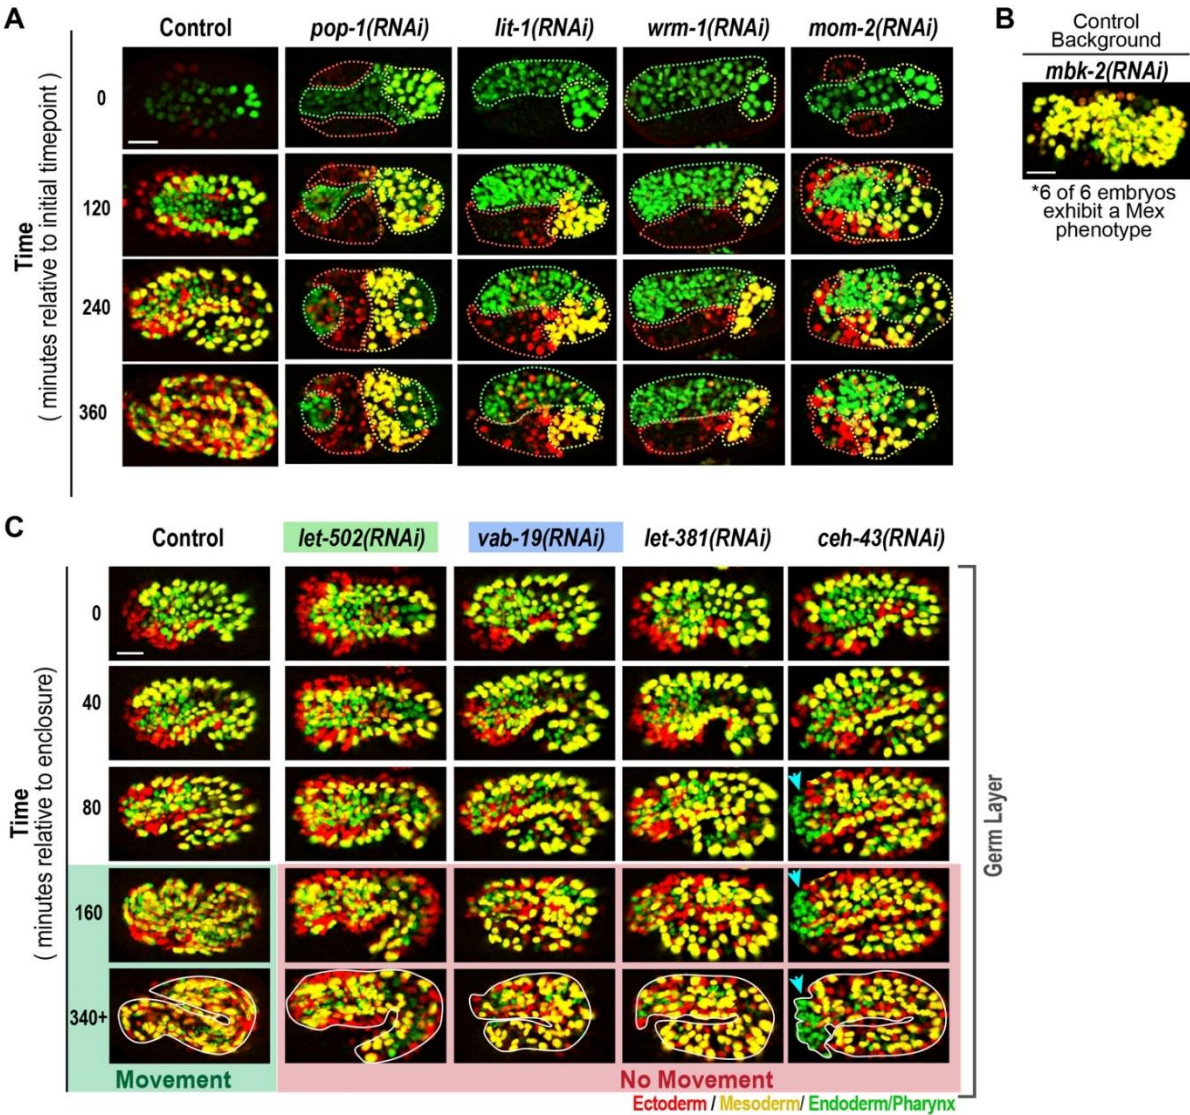 A
Control
pop-1(RNAi)
lit-1(RNAi)
wrm-1(RNAi)
mom-2(RNAi)
Time
( minutes relative to initial timepoint )
0
120
240
360
B
Control
Background
mbk-2(RNAi)
*6 of 6 embryos
exhibit a Mex
phenotype
C
Control
let-502(RNAi)
vab-19(RNAi)
let-381(RNAi)
ceh-43(RNAi)
Time
( minutes relative to enclosure)
0
40
80
160
340+
Germ Layer
Movement
No Movement
Ectoderm / Mesoderm/ Endoderm/Pharynx